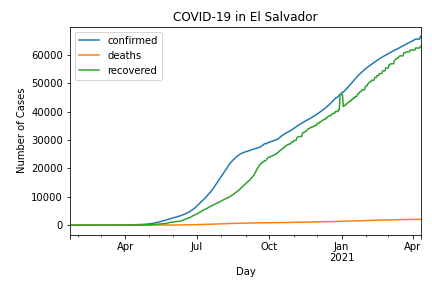 COVID-19 in El Salvador
confirmed
deaths
recovered
Number of Cases
60000
50000
40000
30000
20000
10000
0
Apr
Jul
Oct
Jan
2021
Apr
Day